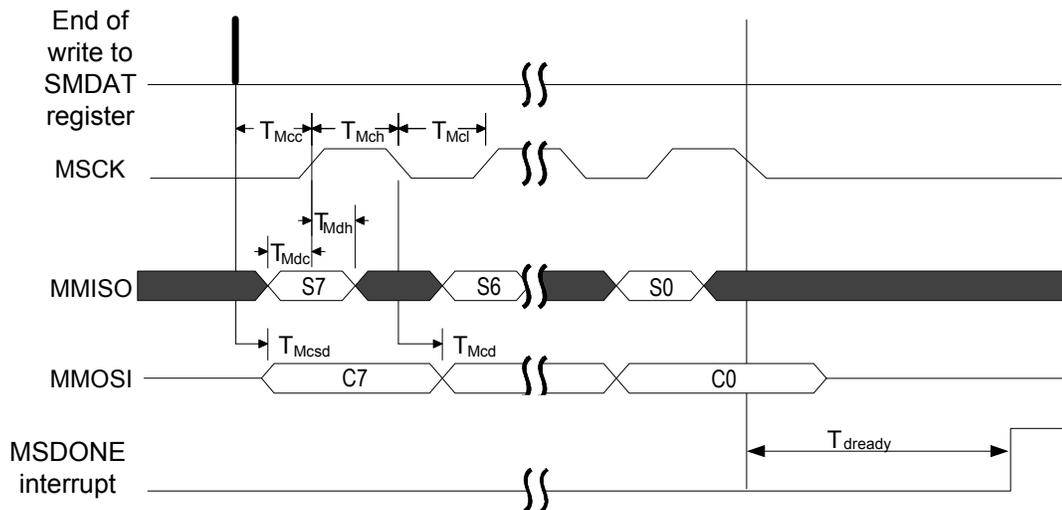 End of
write to
SMDAT
register
TMcc
TMch
TMcl
MSCK
TMdh
TMdc
MMISO
S7
S6
S0
TMcsd
TMcd
MMOSI
C7
C0
MSDONE
interrupt
Tdready